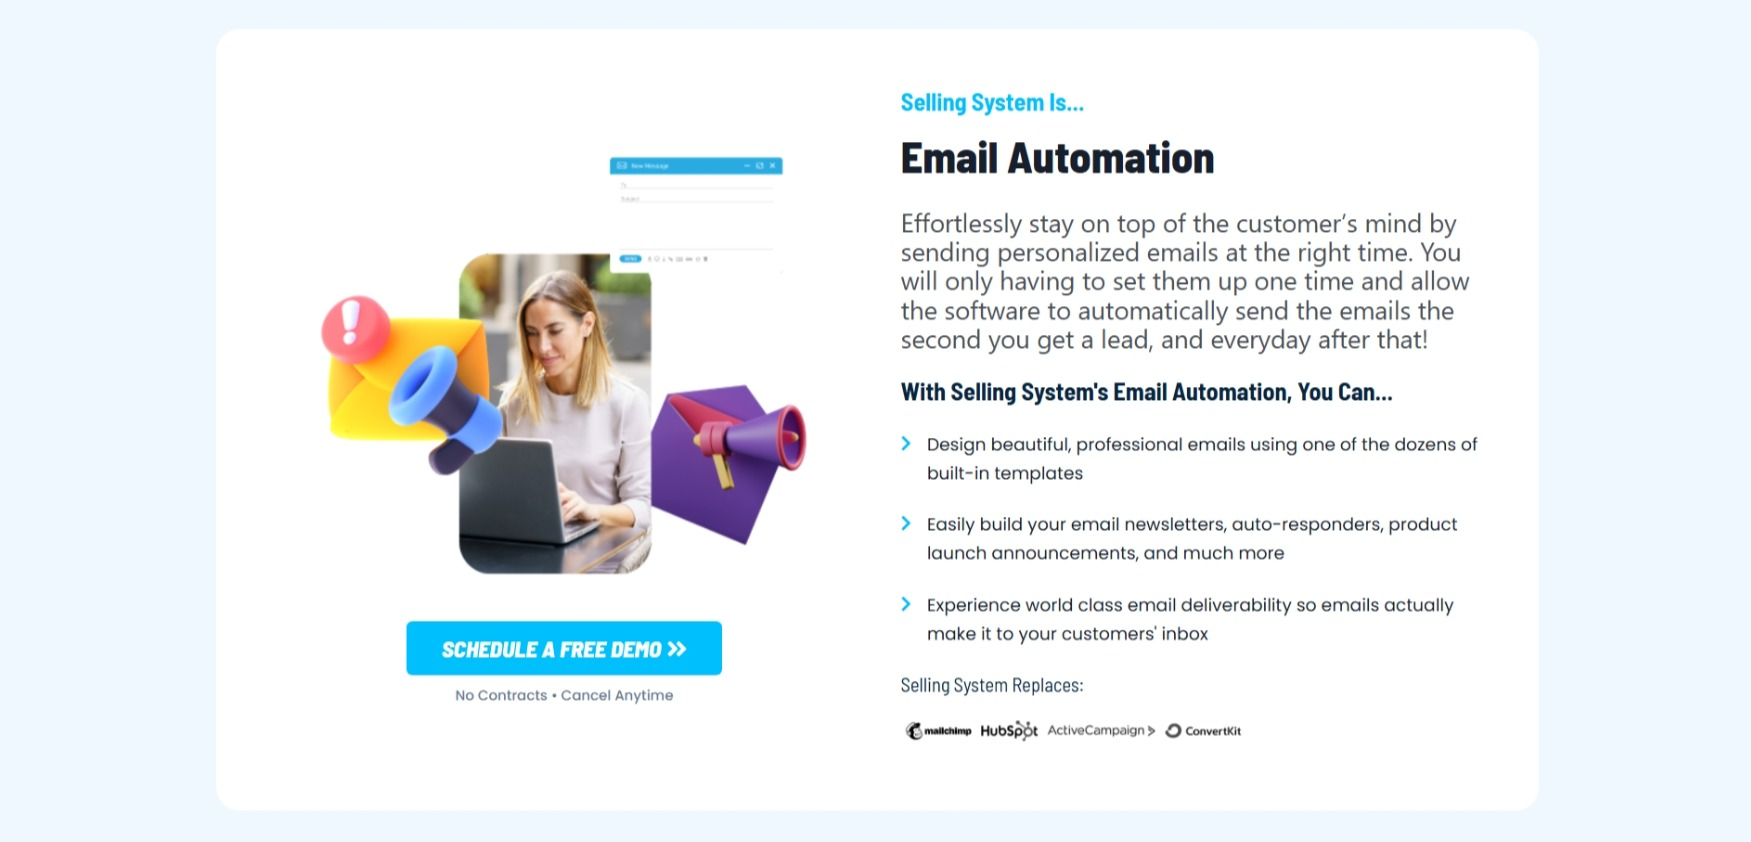 Selling System Is...
Email Automation
Effortlessly stay on top of the customer's mind by
sending personalized emails at the right time. You
will only having to set them up one time and allow
the software to automatically send the emails the
second you get a lead, and everyday after that!
With Selling System's Email Automation, You Can...
Design beautiful, professional emails using one of the dozens of
built-in templates
Easily build your email newsletters, auto-responders, product
launch announcements, and much more
Experience world class email deliverability so emails actually
make it to your customers' inbox
Selling System Replaces:
mailchimp HubSpot ActiveCampaign ConvertKit
New Message
To
Subject
SCHEDULE A FREE DEMO »
No Contracts • Cancel Anytime